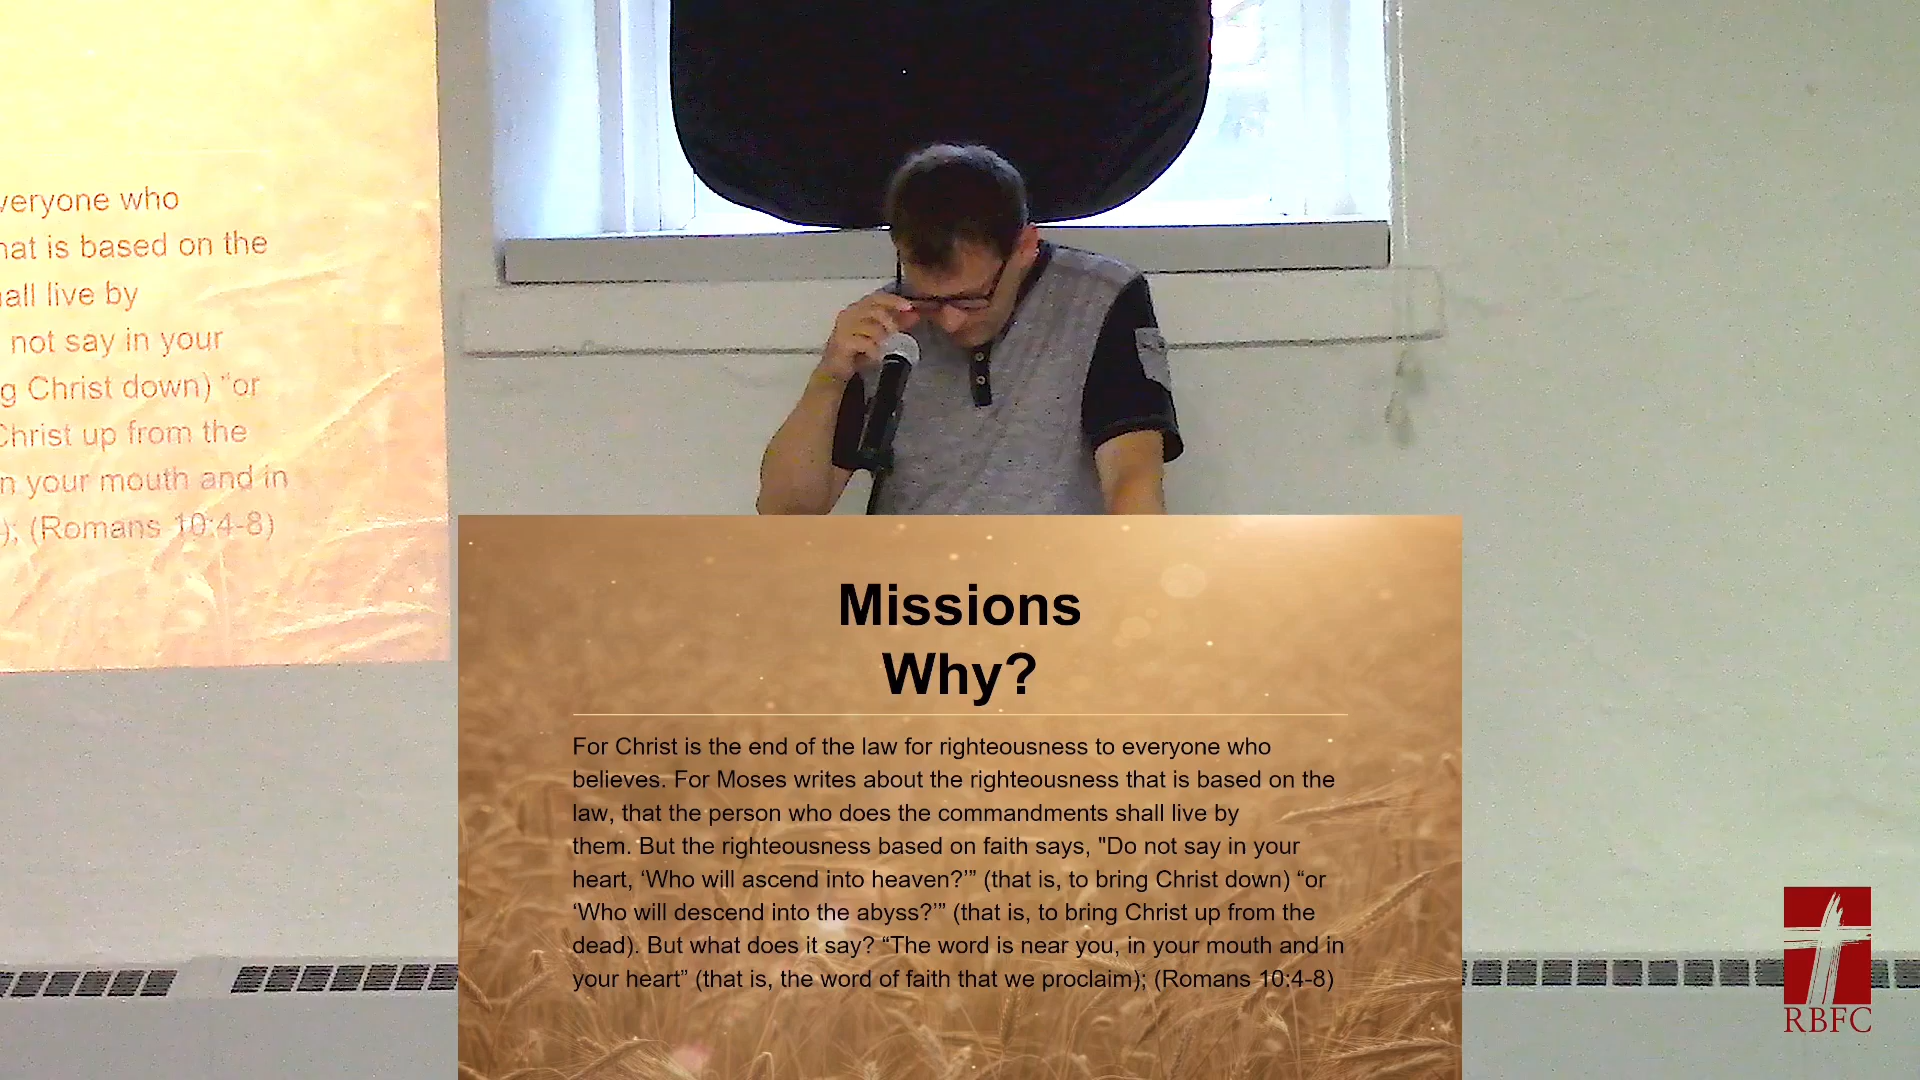 veryone who
hat is based on the
all live by
not say in your
g Christ down) “or
Christ up from the
n your mouth and in
); (Romans 10:4-8)
Missions
Why?
For Christ is the end of the law for righteousness to everyone who
believes. For Moses writes about the righteousness that is based on the
law, that the person who does the commandments shall live by
them. But the righteousness based on faith says, "Do not say in your
heart, ‘Who will ascend into heaven?’” (that is, to bring Christ down) “or
‘Who will descend into the abyss?’” (that is, to bring Christ up from the
dead). But what does it say? “The word is near you, in your mouth and in
your heart” (that is, the word of faith that we proclaim); (Romans 10:4-8)
RBFC